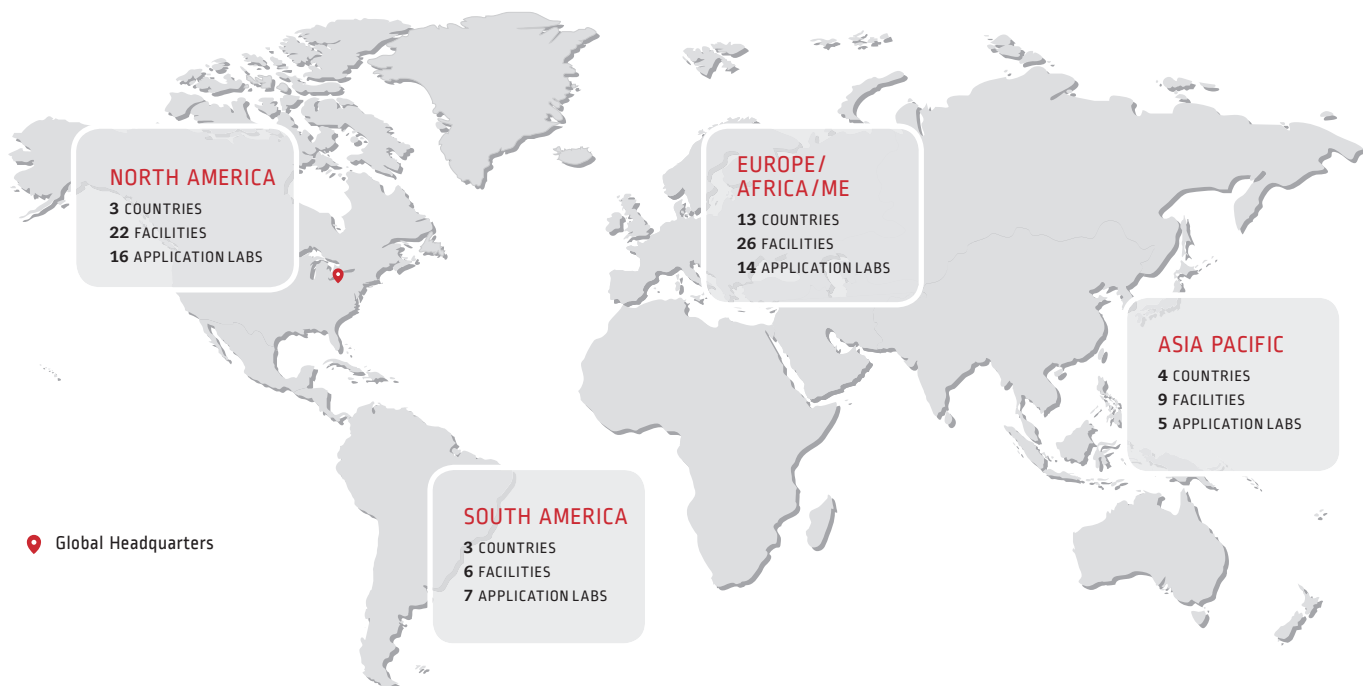 NORTH AMERICA
3 COUNTRIES
22 FACILITIES
16 APPLICATION LABS
EUROPE/
AFRICA/ME
13 COUNTRIES
26 FACILITIES
14 APPLICATION LABS
ASIA PACIFIC
4 COUNTRIES
9 FACILITIES
5 APPLICATION LABS
SOUTH AMERICA
3 COUNTRIES
6 FACILITIES
7 APPLICATION LABS
Global Headquarters